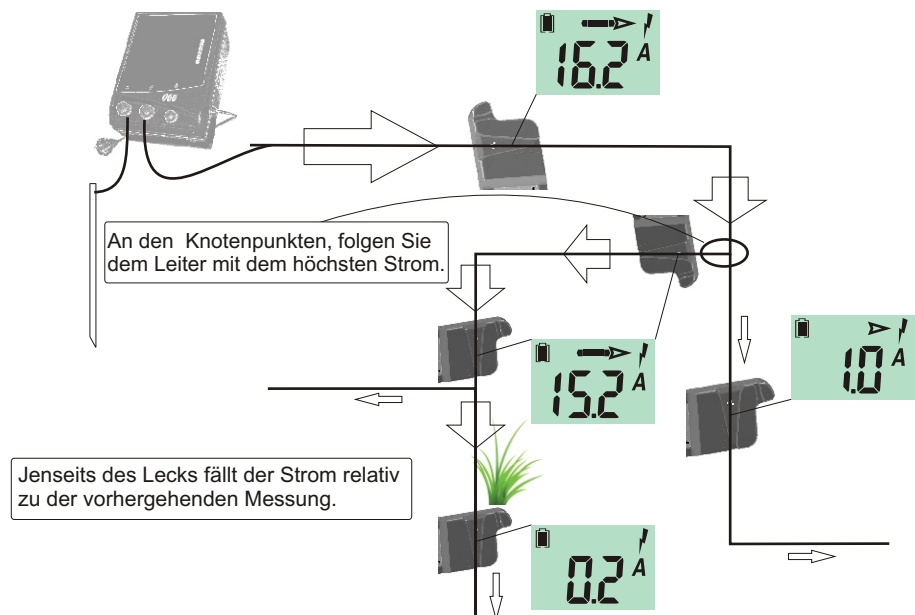 16.2 A
An den Knotenpunkten, folgen Sie
dem Leiter mit dem höchsten Strom.
1.0 A
15.2 A
Jenseits des Lecks fällt der Strom relativ
zu der vorhergehenden Messung.
0.2 A